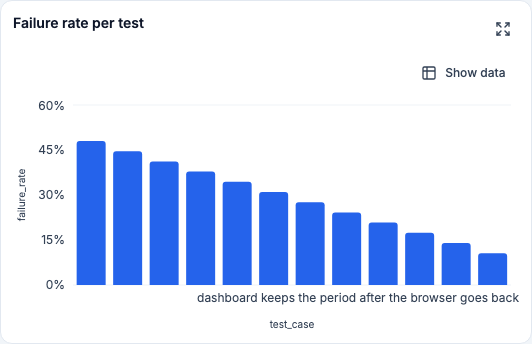 Failure rate per test
Show data
60%
45%
30%
15%
0%
failure_rate
dashboard keeps the period after the browser goes back
test_case